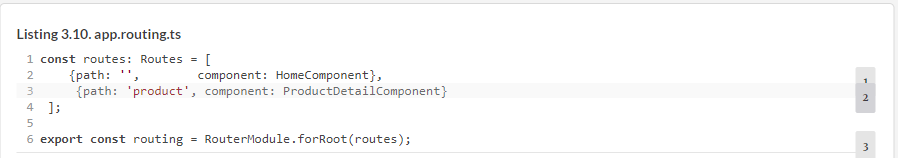 Listing 3.10. app.routing.ts
1 const routes: Routes = [
2     {path: '',        component: HomeComponent},
1
3      {path: 'product', component: ProductDetailComponent}
2
4  ];
5
6 export const routing = RouterModule.forRoot(routes);
3